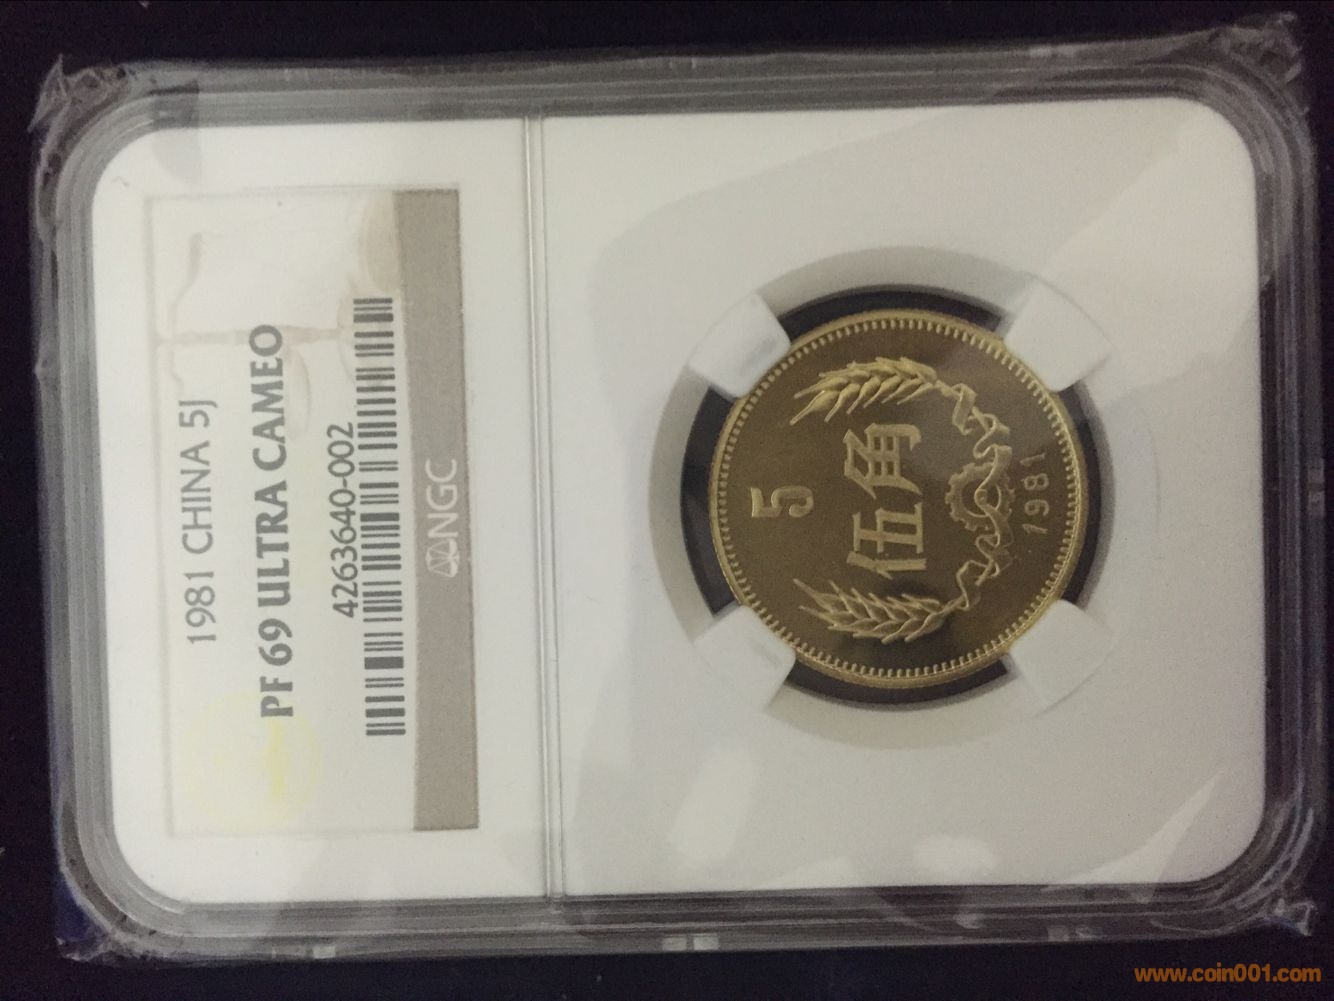 1981 CHINA 5J
PF 69 ULTRA CAMEO
4263640-002
NGC
5
伍角
1981
www.coin001.com